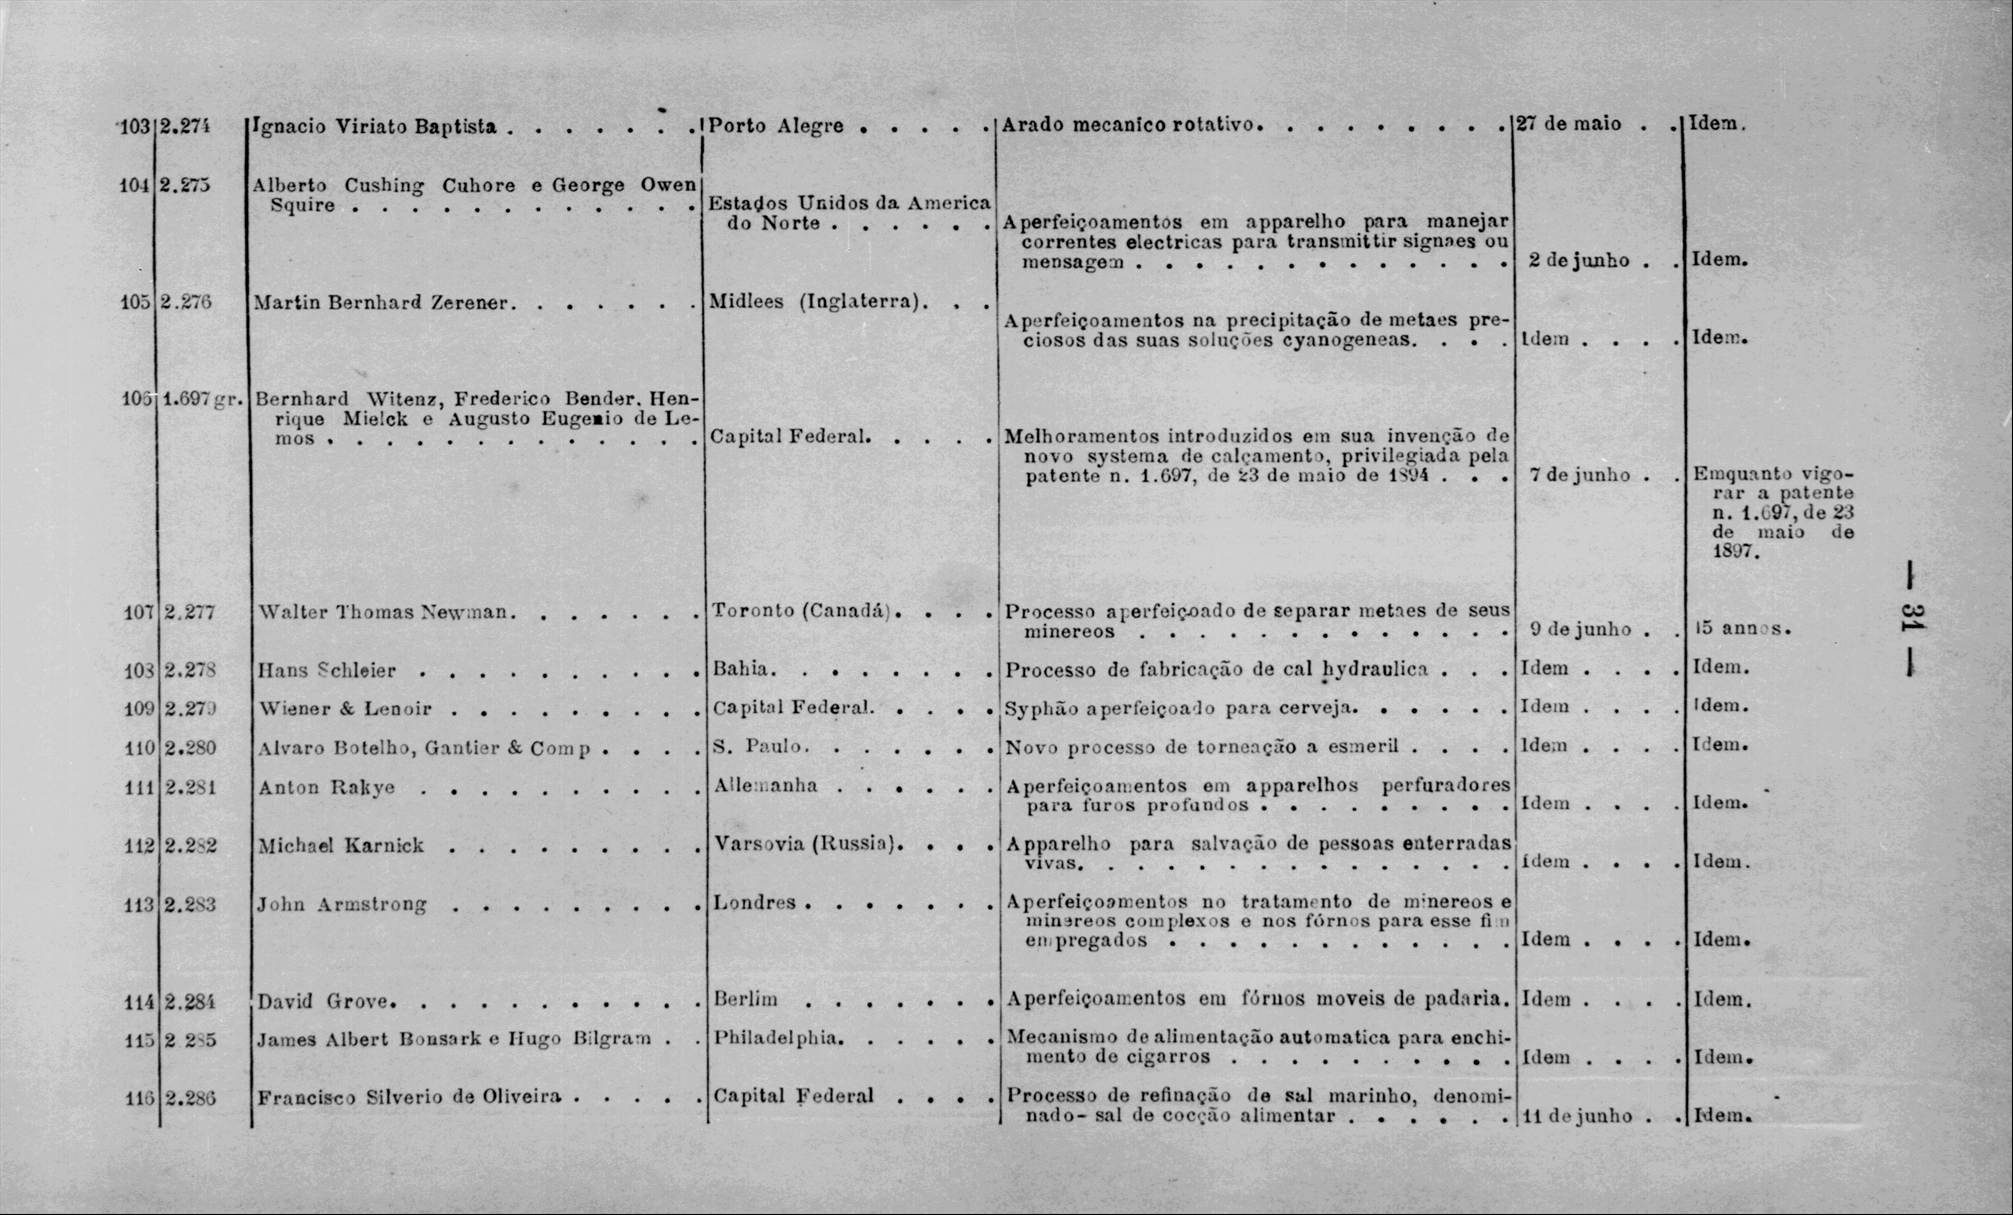 103 2.274 Ignacio Viriato Baptista . . . . . . . Porto Alegre . . . . . Arado mecanico rotativo. . . . . . . . . 27 de maio . . Idem.
104 2.275 Alberto Cushing Cuhore e George Owen
Squire . . . . . . . . . . . . Estados Unidos da America
do Norte . . . . . . Aperfeiçoamentos em apparelho para manejar
correntes electricas para transmittir signaes ou
mensagem . . . . . . . . . . . . . 2 de junho . . Idem.
105 2.276 Martin Bernhard Zerener. . . . . . . Midlees (Inglaterra). . .
Aperfeiçoamentos na precipitação de metaes pre-
ciosos das suas soluções cyanogeneas. . . . Idem . . . . Idem.
106 1.697 gr. Bernhard Witenz, Frederico Bender. Hen-
rique Mielck e Augusto Eugenio de Le-
mos . . . . . . . . . . . . . Capital Federal. . . . . Melhoramentos introduzidos em sua invenção de
novo systema de calçamento, privilegiada pela
patente n. 1.697, de 23 de maio de 1894 . . . 7 de junho . . Emquanto vigo-
rar a patente
n. 1.697, de 23
de maio de
1897.
107 2.277 Walter Thomas Newman. . . . . . . Toronto (Canadá). . . . Processo aperfeiçoado de separar metaes de seus
minereos . . . . . . . . . . . . . 9 de junho . . 15 annos.
103 2.278 Hans Schleier . . . . . . . . . . Bahia. . . . . . . . Processo de fabricação de cal hydraulica . . . Idem . . . . Idem.
109 2.279 Wiener & Lenoir . . . . . . . . . Capital Federal. . . . . Syphão aperfeiçoado para cerveja. . . . . . Idem . . . . Idem.
110 2.280 Alvaro Botelho, Gantier & Comp . . . . S. Paulo. . . . . . . Novo processo de torneação a esmeril . . . . Idem . . . . Idem.
111 2.281 Anton Rakye . . . . . . . . . . Allemanha . . . . . . Aperfeiçoamentos em apparelhos perfuradores
para furos profundos . . . . . . . . . Idem . . . . Idem.
112 2.282 Michael Karnick . . . . . . . . . Varsovia (Russia). . . . Apparelho para salvação de pessoas enterradas
vivas. . . . . . . . . . . . . . . Idem . . . . Idem.
113 2.283 John Armstrong . . . . . . . . . Londres . . . . . . . Aperfeiçoamentos no tratamento de minereos e
minereos complexos e nos fórnos para esse fim
empregados . . . . . . . . . . . . Idem . . . . Idem.
114 2.284 David Grove. . . . . . . . . . . Berlim . . . . . . . Aperfeiçoamentos em fórnos moveis de padaria. Idem . . . . Idem.
115 2 285 James Albert Bonsark e Hugo Bilgram . . Philadelphia. . . . . . Mecanismo de alimentação automatica para enchi-
mento de cigarros . . . . . . . . . . Idem . . . . Idem.
116 2.286 Francisco Silverio de Oliveira . . . . . Capital Federal . . . . Processo de refinação de sal marinho, denomi-
nado- sal de cocção alimentar . . . . . . 11 de junho . . Idem.
— 31 —